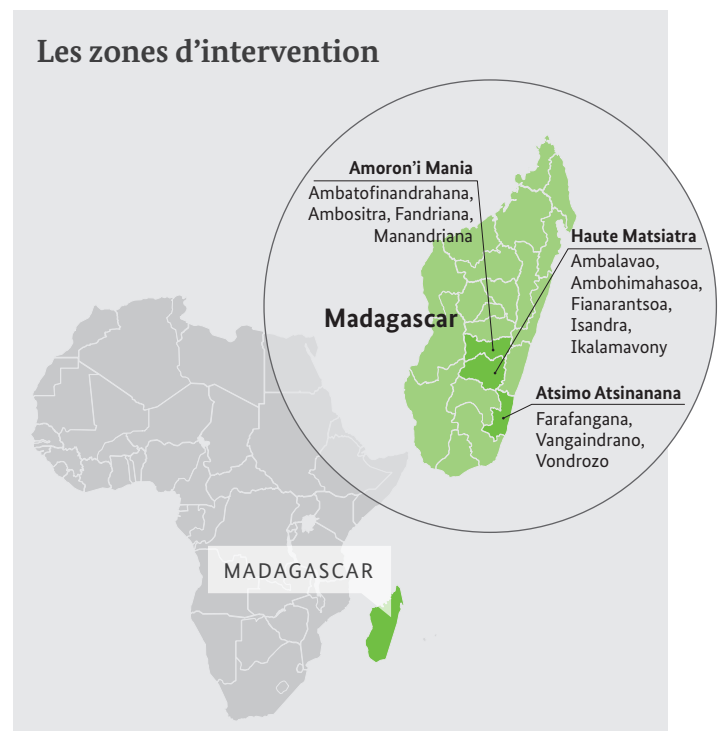 Les zones d’intervention
Amoron’i Mania
Ambatofinandrahana,
Ambositra, Fandriana,
Manandriana
Haute Matsiatra
Ambalavao,
Ambohimahasoa,
Fianarantsoa,
Isandra,
Ikalamavony
Madagascar
Atsimo Atsinanana
Farafangana,
Vangaindrano,
Vondrozo
MADAGASCAR